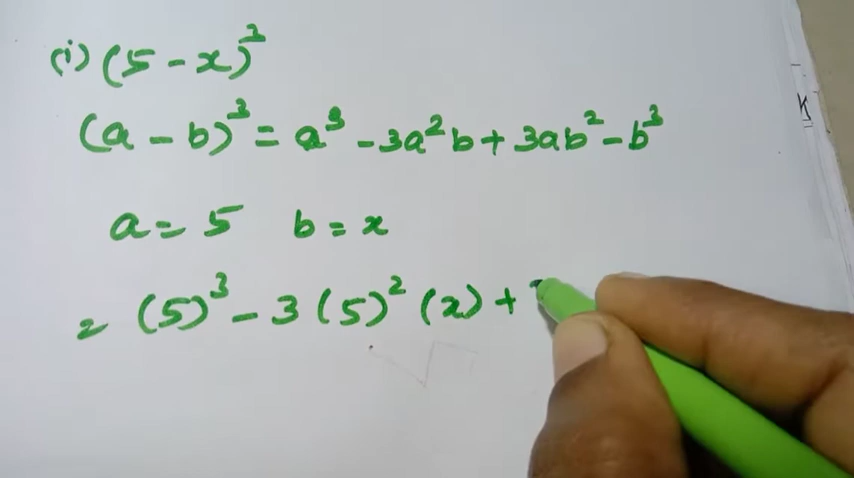 (i) (5 - x)³
(a - b)³ = a³ - 3a²b + 3ab² - b³
a = 5 b = x
= (5)³ - 3 (5)² (x) +